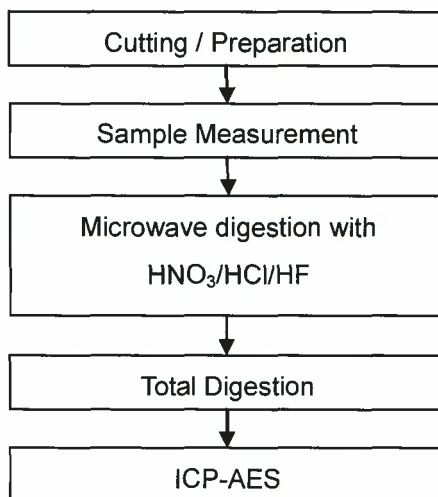 Cutting / Preparation
Sample Measurement
Microwave digestion with
HNO₃/HCl/HF
Total Digestion
ICP-AES